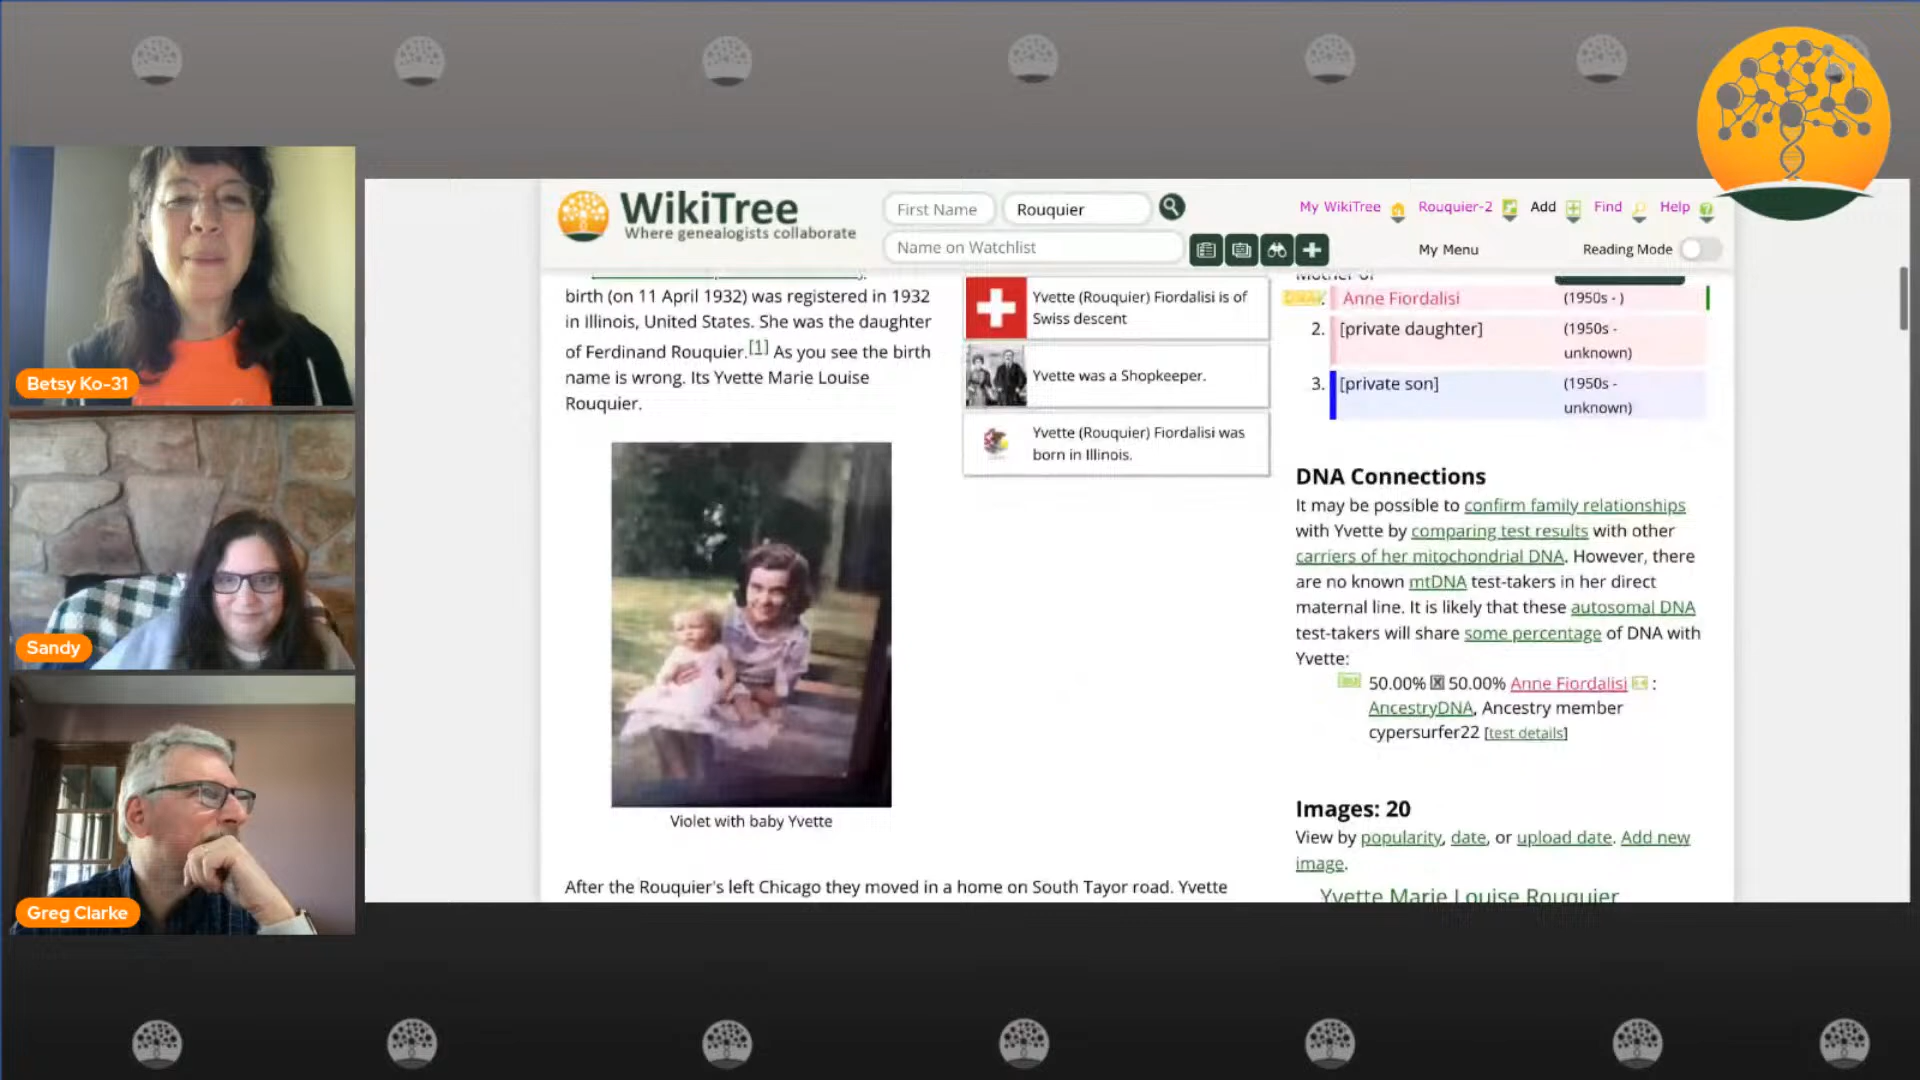 Betsy Ko-31
Sandy
Greg Clarke
WikiTree
Where genealogists collaborate
First Name
Rouquier
Name on Watchlist
My WikiTree
Rouquier-2
Add
Find
Help
My Menu
Reading Mode
birth (on 11 April 1932) was registered in 1932
in Illinois, United States. She was the daughter
of Ferdinand Rouquier.[1] As you see the birth
name is wrong. Its Yvette Marie Louise
Rouquier.
Violet with baby Yvette
After the Rouquier's left Chicago they moved in a home on South Tayor road. Yvette
Yvette (Rouquier) Fiordalisi is of
Swiss descent
Yvette was a Shopkeeper.
Yvette (Rouquier) Fiordalisi was
born in Illinois.
Mother of
Anne Fiordalisi (1950s - )
2. [private daughter] (1950s -
unknown)
3. [private son] (1950s -
unknown)
DNA Connections
It may be possible to confirm family relationships
with Yvette by comparing test results with other
carriers of her mitochondrial DNA. However, there
are no known mtDNA test-takers in her direct
maternal line. It is likely that these autosomal DNA
test-takers will share some percentage of DNA with
Yvette:
50.00% 50.00% Anne Fiordalisi :
AncestryDNA, Ancestry member
cypersurfer22 [test details]
Images: 20
View by popularity, date, or upload date. Add new
image.
Yvette Marie Louise Rouquier